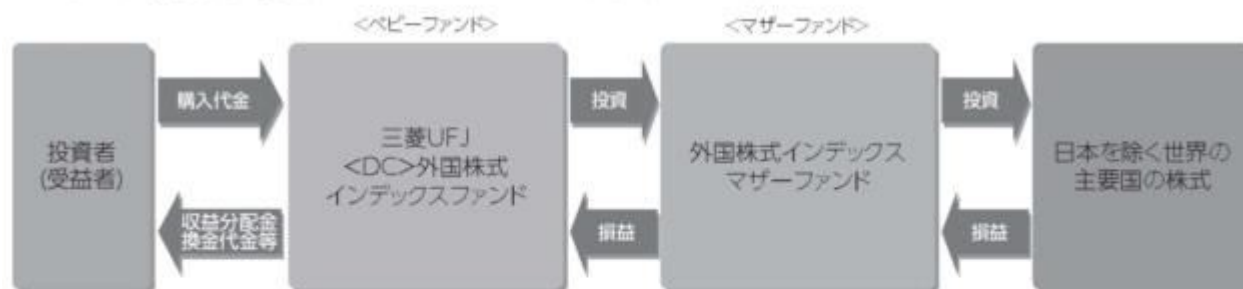 <ベビーファンド>
<マザーファンド>
投資者
(受益者)
購入代金
収益分配金
換金代金等
三菱UFJ
<DC>外国株式
インデックスファンド
投資
損益
外国株式インデックス
マザーファンド
投資
損益
日本を除く世界の
主要国の株式